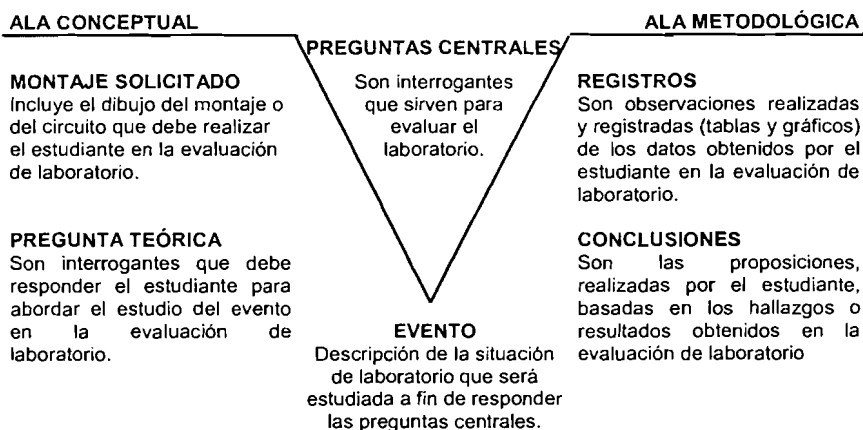 ALA CONCEPTUAL
MONTAJE SOLICITADO
Incluye el dibujo del montaje o
del circuito que debe realizar
el estudiante en la evaluación
de laboratorio.
PREGUNTA TEÓRICA
Son interrogantes que debe
responder el estudiante para
abordar el estudio del evento
en la evaluación de
laboratorio.
PREGUNTAS CENTRALES
Son interrogantes
que sirven para
evaluar el
laboratorio.
EVENTO
Descripción de la situación
de laboratorio que será
estudiada a fin de responder
las preguntas centrales.
ALA METODOLÓGICA
REGISTROS
Son observaciones realizadas
y registradas (tablas y gráficos)
de los datos obtenidos por el
estudiante en la evaluación de
laboratorio.
CONCLUSIONES
Son las proposiciones,
realizadas por el estudiante,
basadas en los hallazgos o
resultados obtenidos en la
evaluación de laboratorio